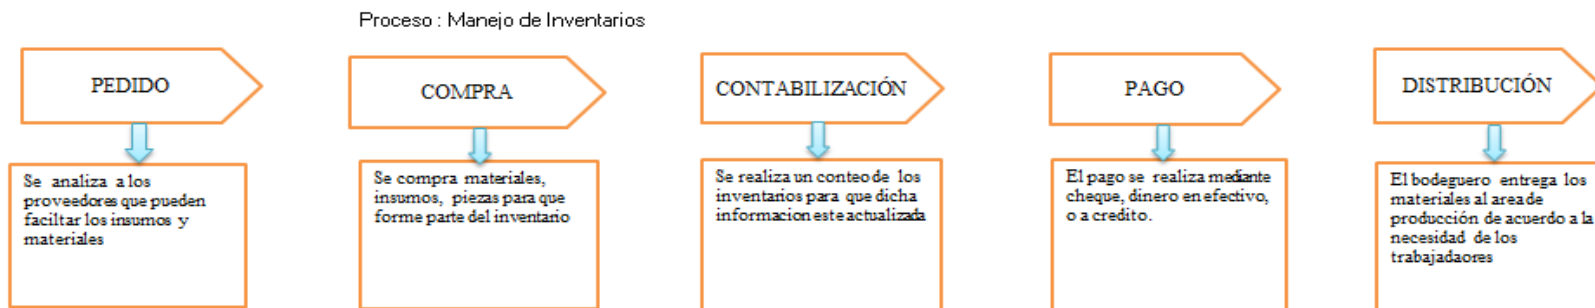 Proceso : Manejo de Inventarios
PEDIDO
Se analiza a los
proveedores que pueden
faciltar los insumos y
materiales
COMPRA
Se compra materiales,
insumos, piezas para que
forme parte del inventario
CONTABILIZACIÓN
Se realiza un conteo de los
inventarios para que dicha
informacion este actualizada
PAGO
El pago se realiza mediante
cheque, dinero en efectivo,
o a credito.
DISTRIBUCIÓN
El bodeguero entrega los
materiales al area de
producción de acuerdo a la
necesidad de los
trabajadaores